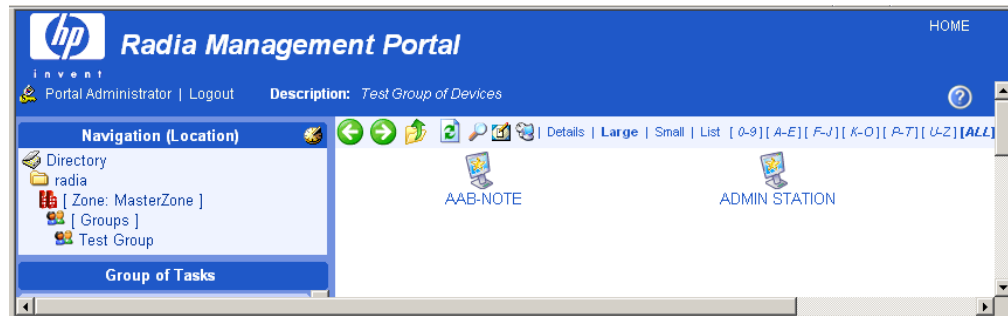 hp
invent
Radia Management Portal
HOME
Portal Administrator | Logout
Description: Test Group of Devices
Navigation (Location)
| Details | Large | Small | List [ 0-9 ] [ A-E ] [ F-J ] [ K-O ] [ P-T ] [ U-Z ] [ALL]
Directory
radia
[ Zone: MasterZone ]
[ Groups ]
Test Group
AAB-NOTE
ADMIN STATION
Group of Tasks